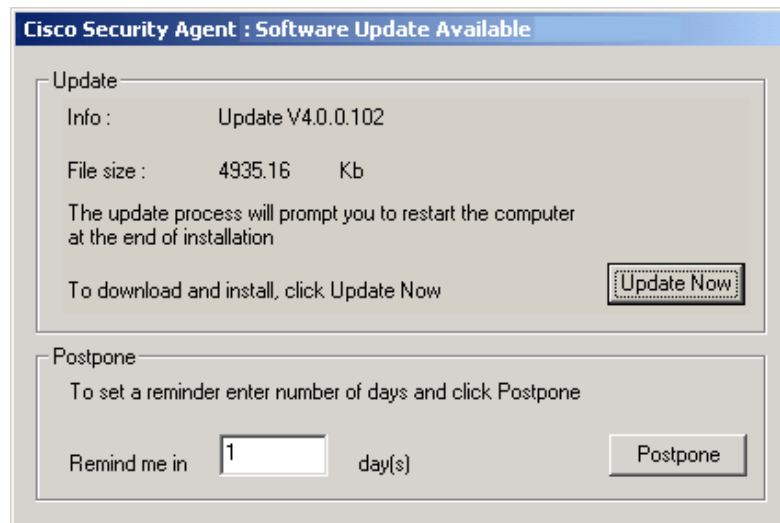 Cisco Security Agent : Software Update Available
Update
Info : Update V4.0.0.102
File size : 4935.16 Kb
The update process will prompt you to restart the computer
at the end of installation
To download and install, click Update Now
Update Now
Postpone
To set a reminder enter number of days and click Postpone
Remind me in 1 day(s)
Postpone